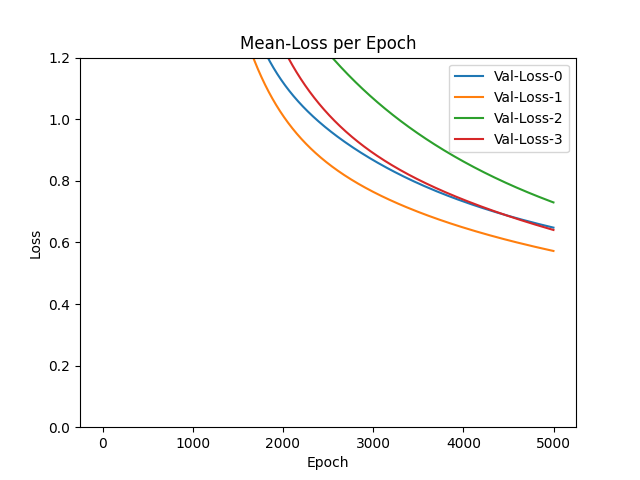 Mean-Loss per Epoch
1.2
1.0
0.8
0.6
0.4
0.2
0.0
Loss
Val-Loss-0
Val-Loss-1
Val-Loss-2
Val-Loss-3
0 1000 2000 3000 4000 5000
Epoch